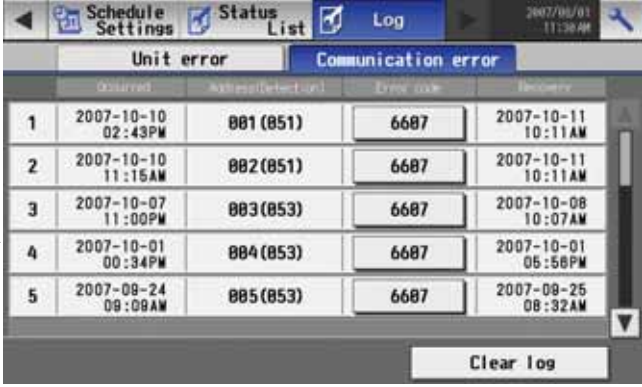 Schedule Settings
Status List
Log
11:30 AM
Unit error
Communication error
Occurred Address(Detection) Error code Recovery
1 2007-10-10 02:43PM 001(051) 6607 2007-10-11 10:11AM
2 2007-10-10 11:15AM 002(051) 6607 2007-10-11 10:11AM
3 2007-10-07 11:00PM 003(053) 6607 2007-10-08 10:07AM
4 2007-10-01 00:34PM 004(053) 6607 2007-10-01 05:56PM
5 2007-09-24 09:09AM 005(053) 6607 2007-09-25 08:32AM
Clear log